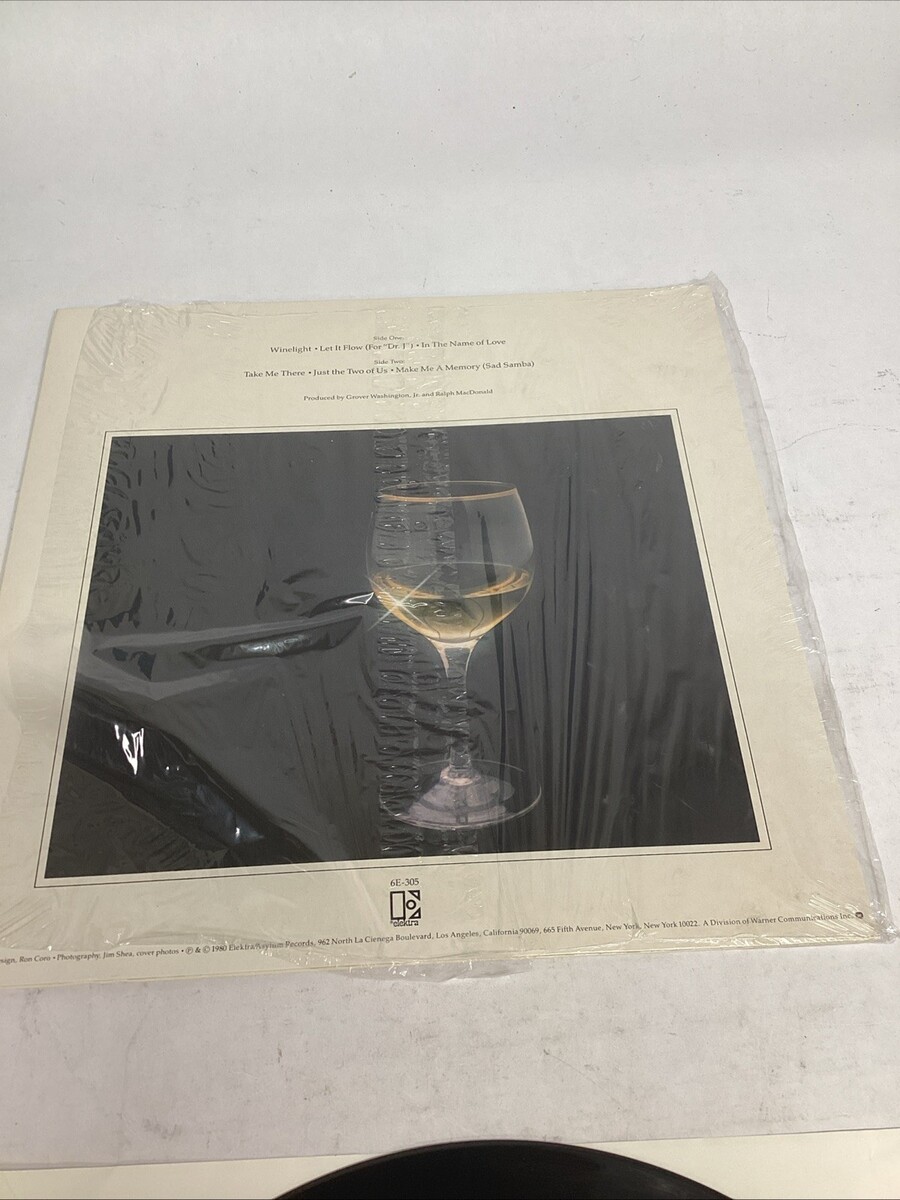 Side One:
Winelight • Let It Flow (For "Dr. J") • In The Name of Love
Side Two:
Take Me There • Just the Two of Us • Make Me A Memory (Sad Samba)
Produced by Grover Washington, Jr. and Ralph MacDonald
6E-305
elektra
Ron Coro • Photography, Jim Shea, cover photos • ℗ & © 1980 Elektra/Asylum Records, 962 North La Cienega Boulevard, Los Angeles, California 90069, 665 Fifth Avenue, New York, New York 10022. A Division of Warner Communications Inc.